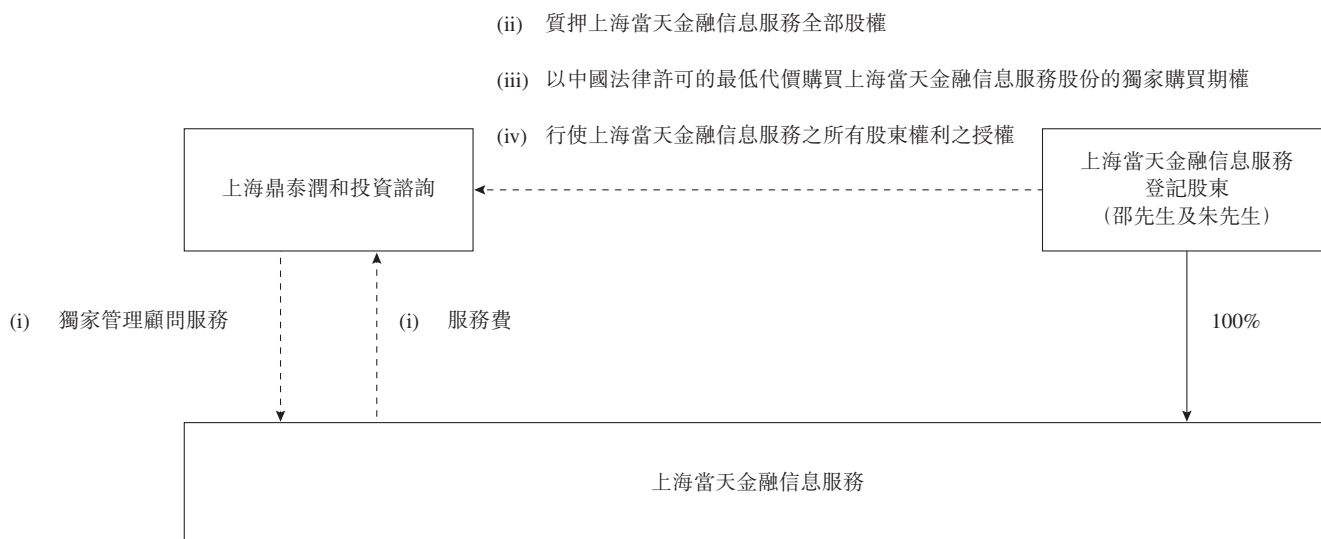 (ii) 質押上海當天金融信息服務全部股權
(iii) 以中國法律許可的最低代價購買上海當天金融信息服務股份的獨家購買期權
(iv) 行使上海當天金融信息服務之所有股東權利之授權
上海鼎泰潤和投資諮詢
上海當天金融信息服務
登記股東
（邵先生及朱先生）
(i) 獨家管理顧問服務
(i) 服務費
100%
上海當天金融信息服務